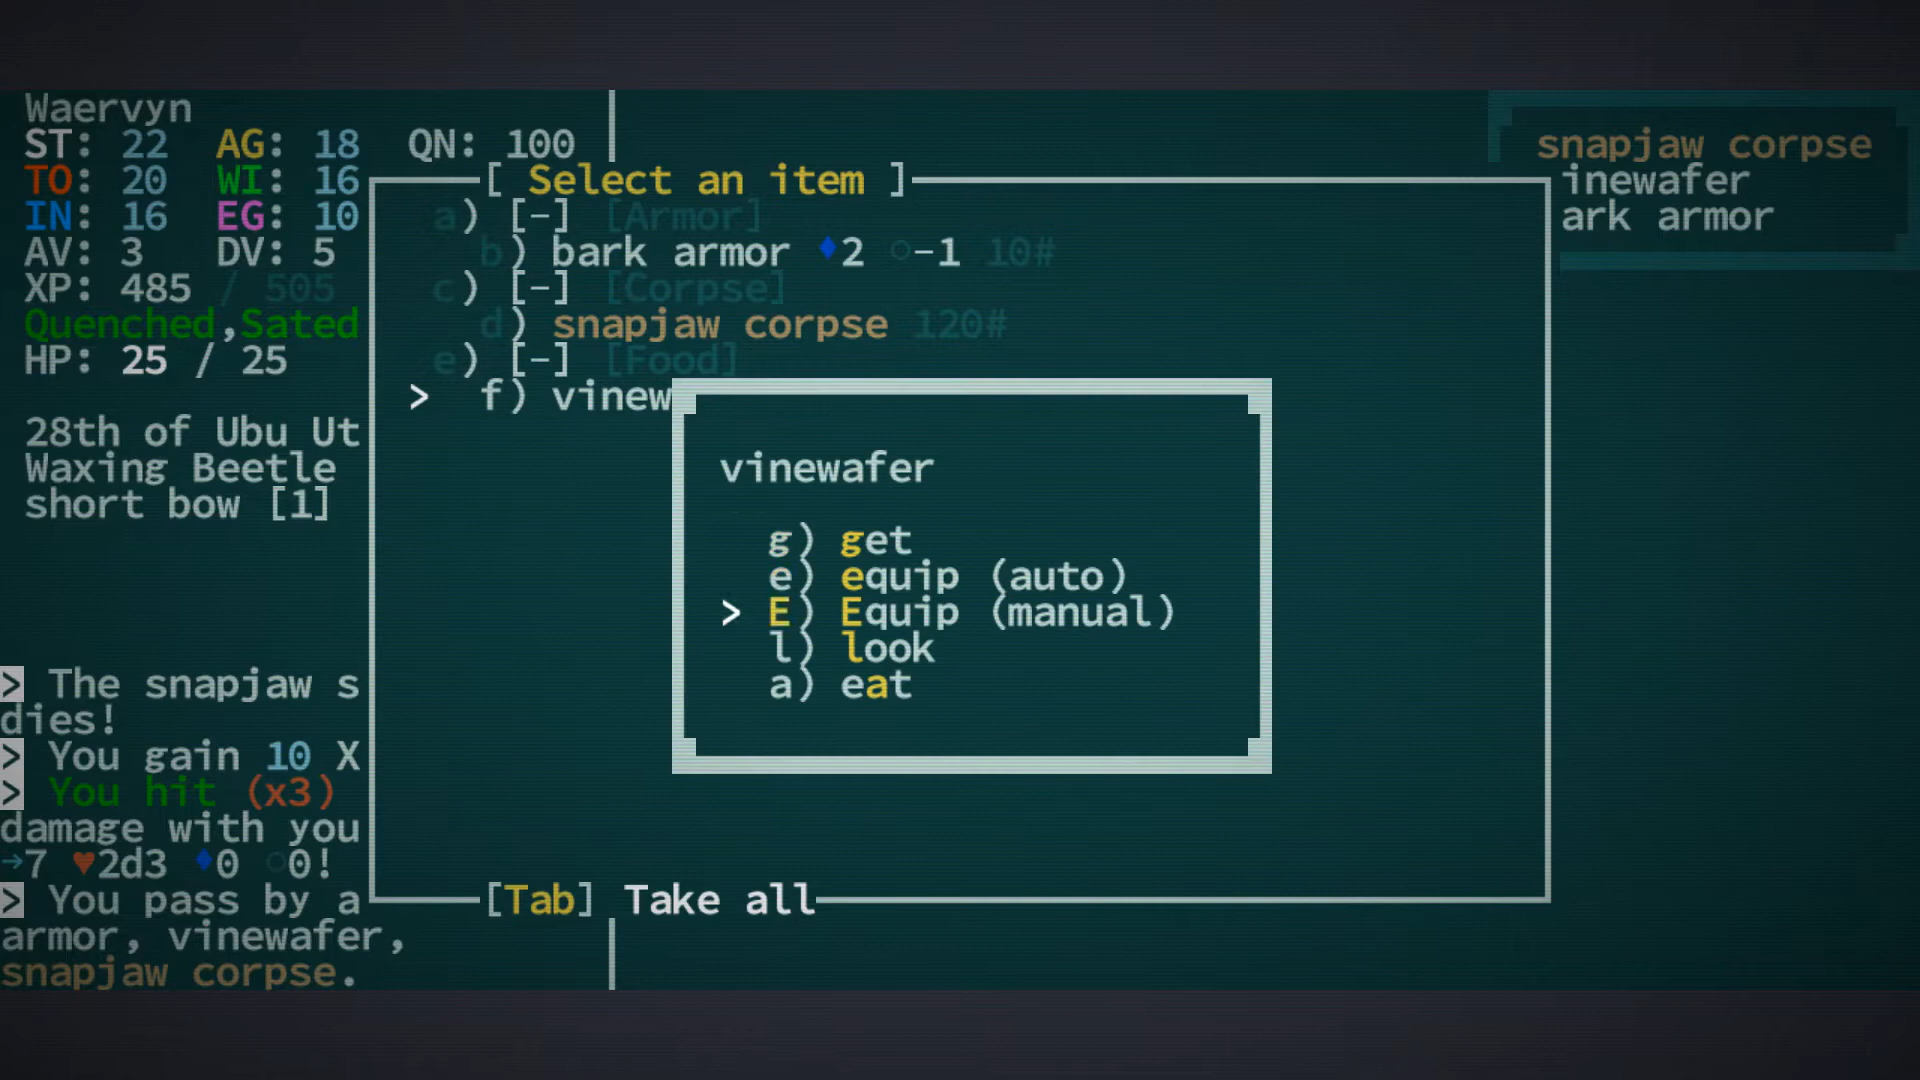 Waervyn
ST: 22 AG: 18 QN: 100
TO: 20 WI: 16
IN: 16 EG: 10
AV: 3 DV: 5
XP: 485 / 505
Quenched,Sated
HP: 25 / 25
28th of Ubu Ut
Waxing Beetle
short bow [1]
> The snapjaw s
dies!
> You gain 10 X
> You hit (x3)
damage with you
→7 ♥2d3 ♦0 ○0!
> You pass by a
armor, vinewafer,
snapjaw corpse.
[ Select an item ]
a) [-] [Armor]
b) bark armor ♦2 ○-1 10#
c) [-] [Corpse]
d) snapjaw corpse 120#
e) [-] [Food]
> f) vinew
vinewafer
g) get
e) equip (auto)
> E) Equip (manual)
l) look
a) eat
[Tab] Take all
snapjaw corpse
inewafer
ark armor